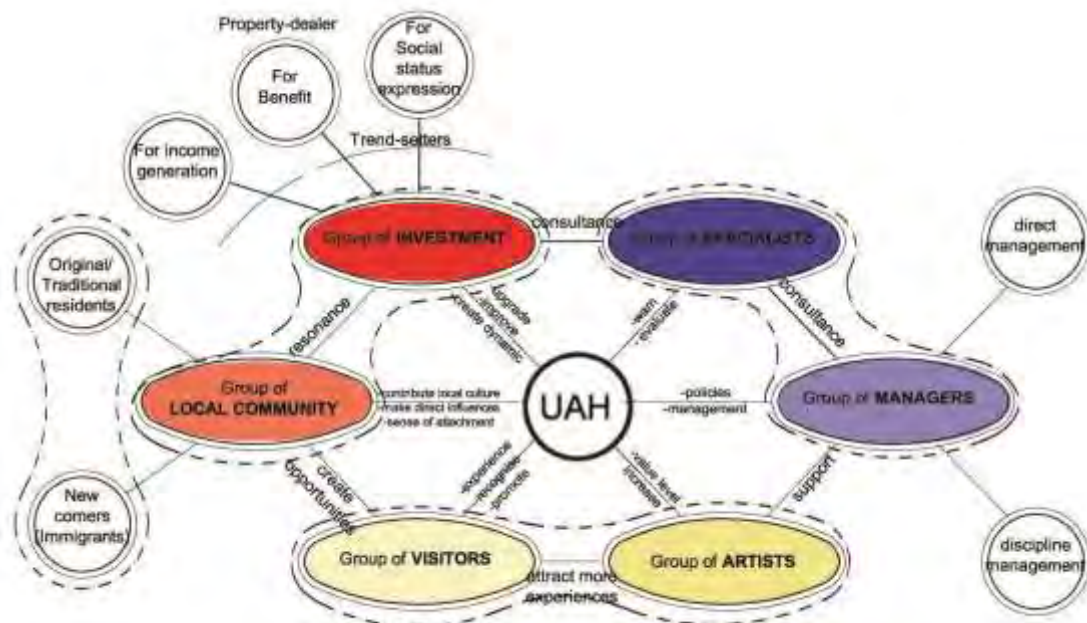 Property-dealer
For
Social
status
expression
For
Benefit
Trend-setters
For income
generation
Group of INVESTMENT
consultance
Group of SPECIALISTS
direct
management
Original/
Traditional
residents
resonance
-upgrade
-improve
-create dynamic
-warn
- evaluate
consultance
Group of
LOCAL COMMUNITY
-contribute local culture
-make direct influences
-sense of attachment
UAH
-policies
-management
Group of MANAGERS
create
opportunities
-experience
-recognise
-promote
-value level
increase
support
New
comers
(Immigrants)
Group of VISITORS
attract more
experiences
Group of ARTISTS
discipline
management